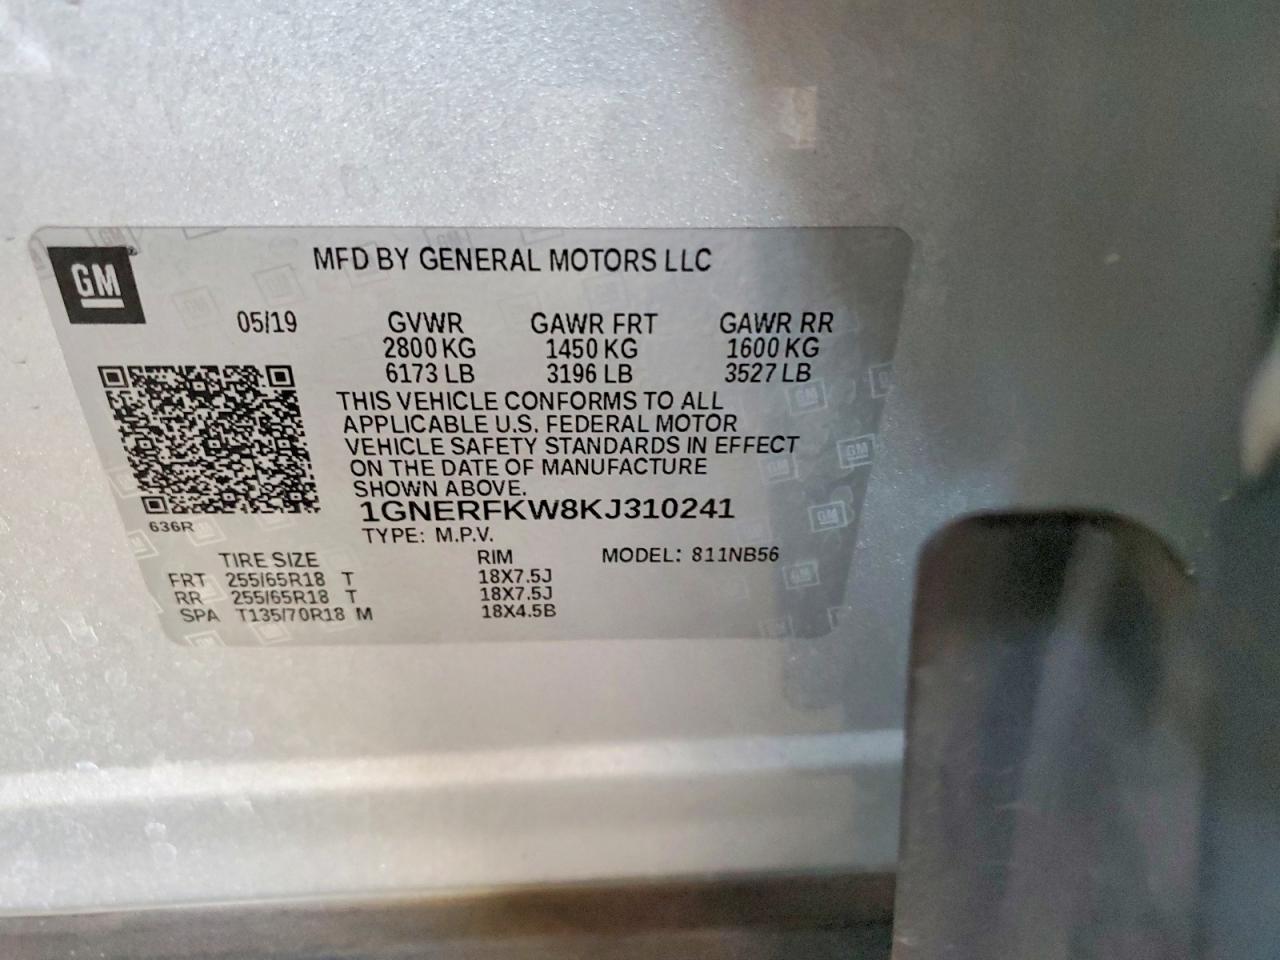 GM
MFD BY GENERAL MOTORS LLC
05/19 GVWR GAWR FRT GAWR RR
2800 KG 1450 KG 1600 KG
6173 LB 3196 LB 3527 LB
THIS VEHICLE CONFORMS TO ALL
APPLICABLE U.S. FEDERAL MOTOR
VEHICLE SAFETY STANDARDS IN EFFECT
ON THE DATE OF MANUFACTURE
SHOWN ABOVE.
1GNERFKW8KJ310241
636R
TYPE: M.P.V.
TIRE SIZE RIM MODEL: 811NB56
FRT 255/65R18 T 18X7.5J
RR 255/65R18 T 18X7.5J
SPA T135/70R18 M 18X4.5B